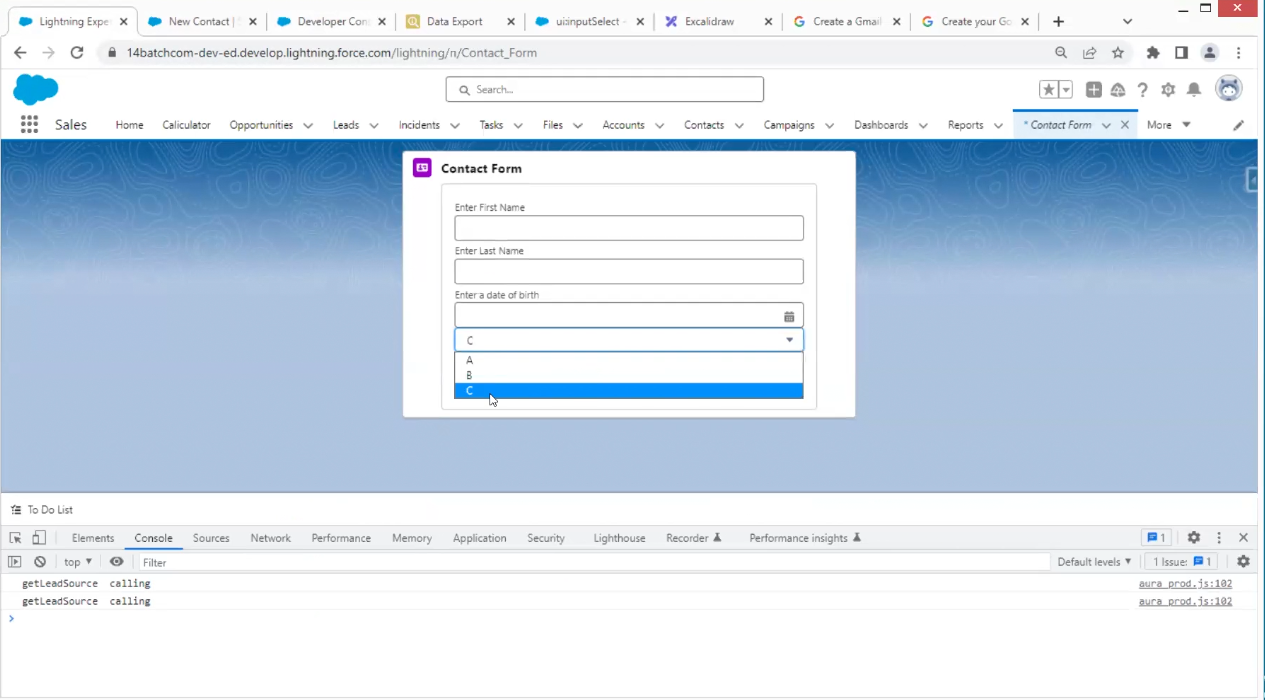 Lightning Expe
New Contact |
Developer Con
Data Export
ui:inputSelect -
Excalidraw
Create a Gmail
Create your Go
14batchcom-dev-ed.develop.lightning.force.com/lightning/n/Contact_Form
Search...
Sales Home Calculator Opportunities Leads Incidents Tasks Files Accounts Contacts Campaigns Dashboards Reports * Contact Form More
Contact Form
Enter First Name
Enter Last Name
Enter a date of birth
C
A
B
C
To Do List
Elements Console Sources Network Performance Memory Application Security Lighthouse Recorder Performance insights 1
top Filter Default levels 1 Issue: 1
getLeadSource calling aura_prod.js:102
getLeadSource calling aura_prod.js:102